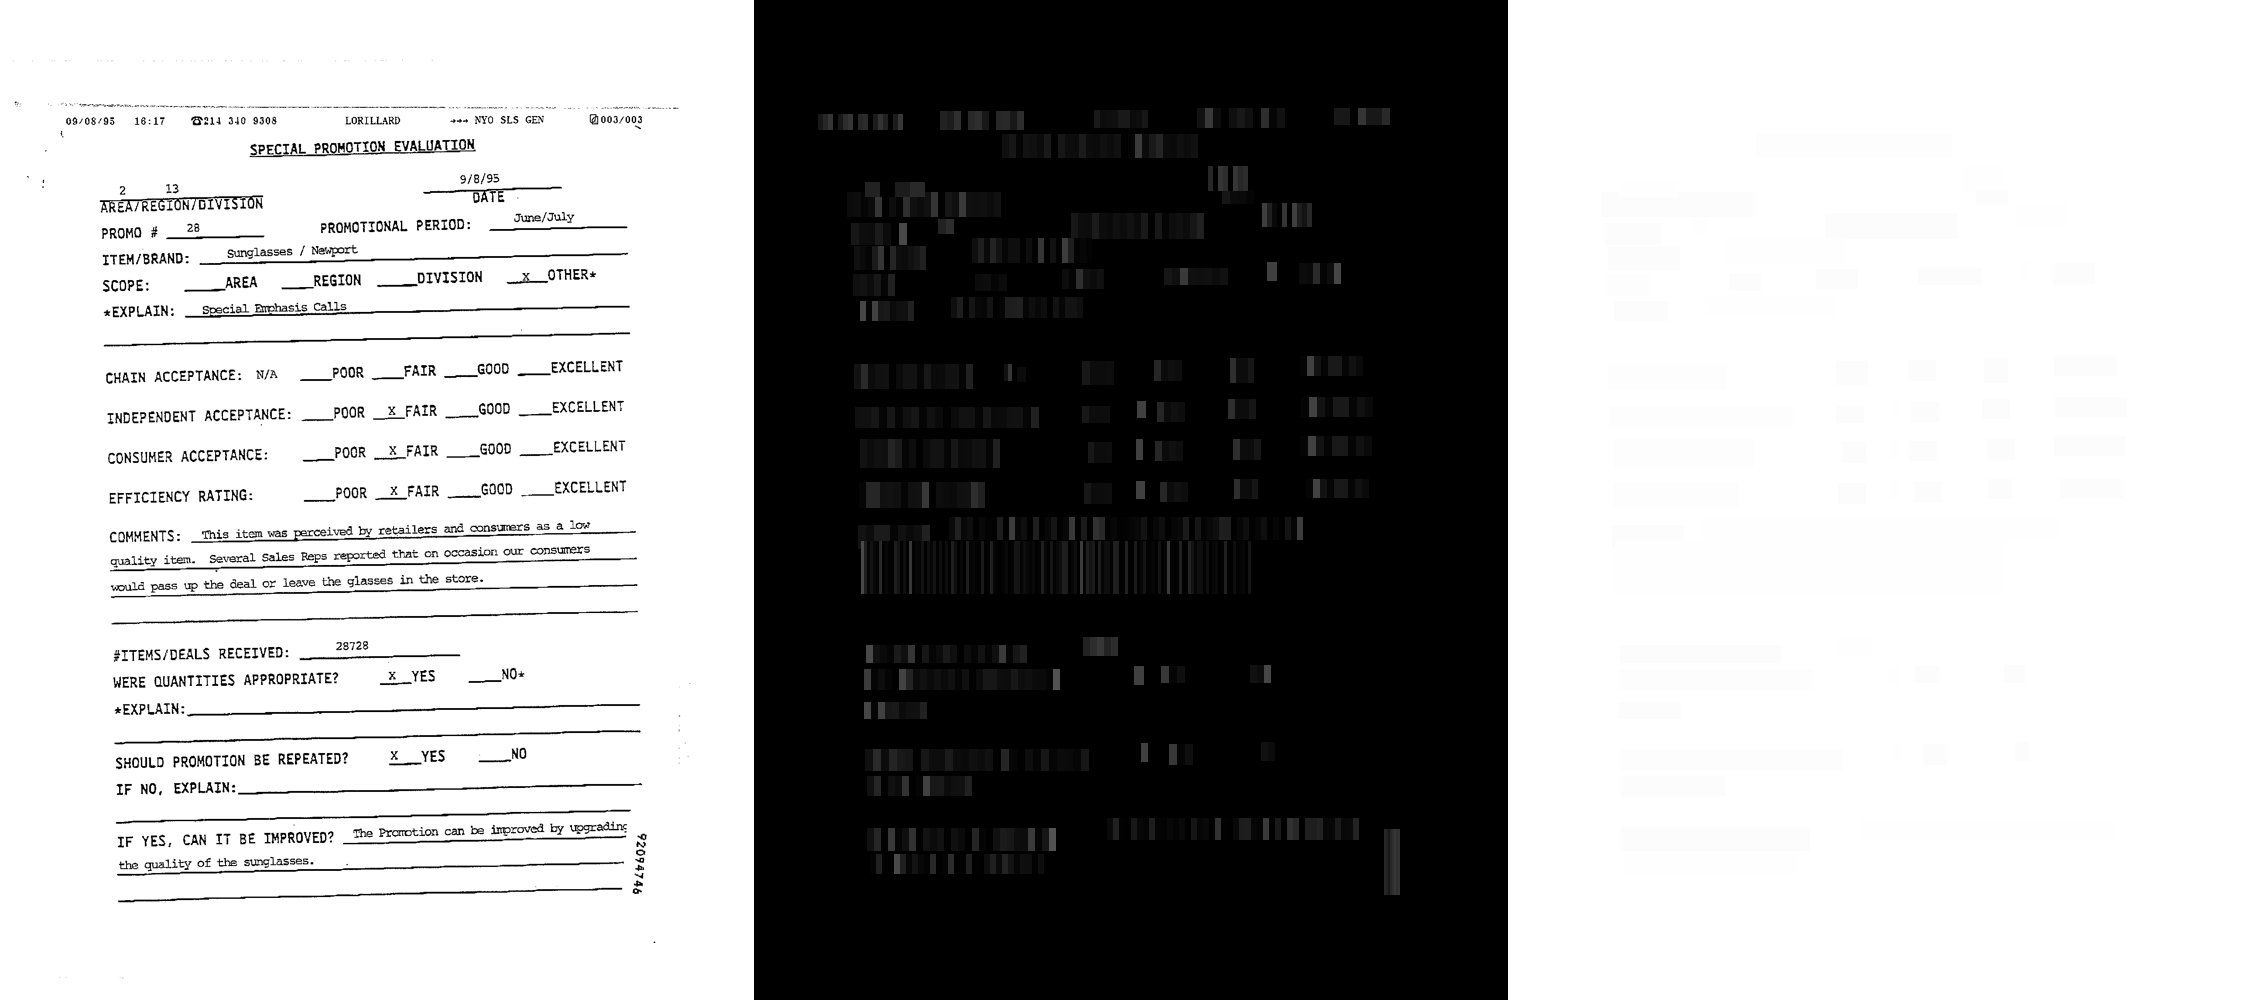 09/08/95 16:17 ☎214 340 9308 LORILLARD →→→ NYO SLS GEN 003/003
SPECIAL PROMOTION EVALUATION
2 13 9/8/95
AREA/REGION/DIVISION DATE
PROMO # 28 PROMOTIONAL PERIOD: June/July
ITEM/BRAND: Sunglasses / Newport
SCOPE: ____AREA ____REGION ____DIVISION x OTHER*
*EXPLAIN: Special Emphasis Calls
CHAIN ACCEPTANCE: N/A ____POOR ____FAIR ____GOOD ____EXCELLENT
INDEPENDENT ACCEPTANCE: ____POOR X FAIR ____GOOD ____EXCELLENT
CONSUMER ACCEPTANCE: ____POOR X FAIR ____GOOD ____EXCELLENT
EFFICIENCY RATING: ____POOR X FAIR ____GOOD ____EXCELLENT
COMMENTS: This item was perceived by retailers and consumers as a low
quality item. Several Sales Reps reported that on occasion our consumers
would pass up the deal or leave the glasses in the store.
#ITEMS/DEALS RECEIVED: 28728
WERE QUANTITIES APPROPRIATE? X YES ____NO*
*EXPLAIN:
SHOULD PROMOTION BE REPEATED? X YES ____NO
IF NO, EXPLAIN:
IF YES, CAN IT BE IMPROVED? The Promotion can be improved by upgrading
the quality of the sunglasses.
92094746